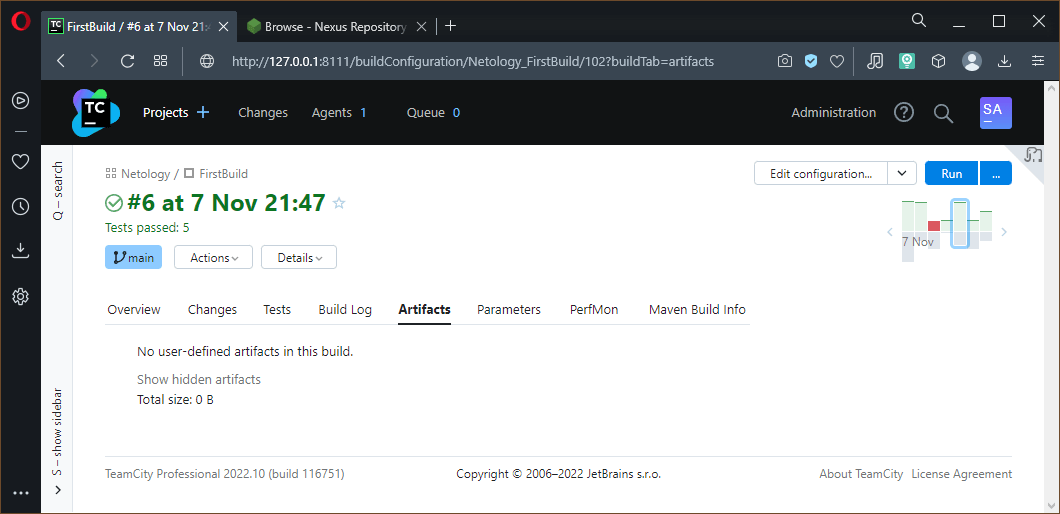 FirstBuild / #6 at 7 Nov 21:
Browse - Nexus Repository
http://127.0.0.1:8111/buildConfiguration/Netology_FirstBuild/102?buildTab=artifacts
TC
Projects +
Changes
Agents 1
Queue 0
Administration
SA
Q – search
S – show sidebar
Netology / FirstBuild
Edit configuration...
Run
...
#6 at 7 Nov 21:47
Tests passed: 5
7 Nov
main
Actions
Details
Overview
Changes
Tests
Build Log
Artifacts
Parameters
PerfMon
Maven Build Info
No user-defined artifacts in this build.
Show hidden artifacts
Total size: 0 B
TeamCity Professional 2022.10 (build 116751)
Copyright © 2006–2022 JetBrains s.r.o.
About TeamCity
License Agreement